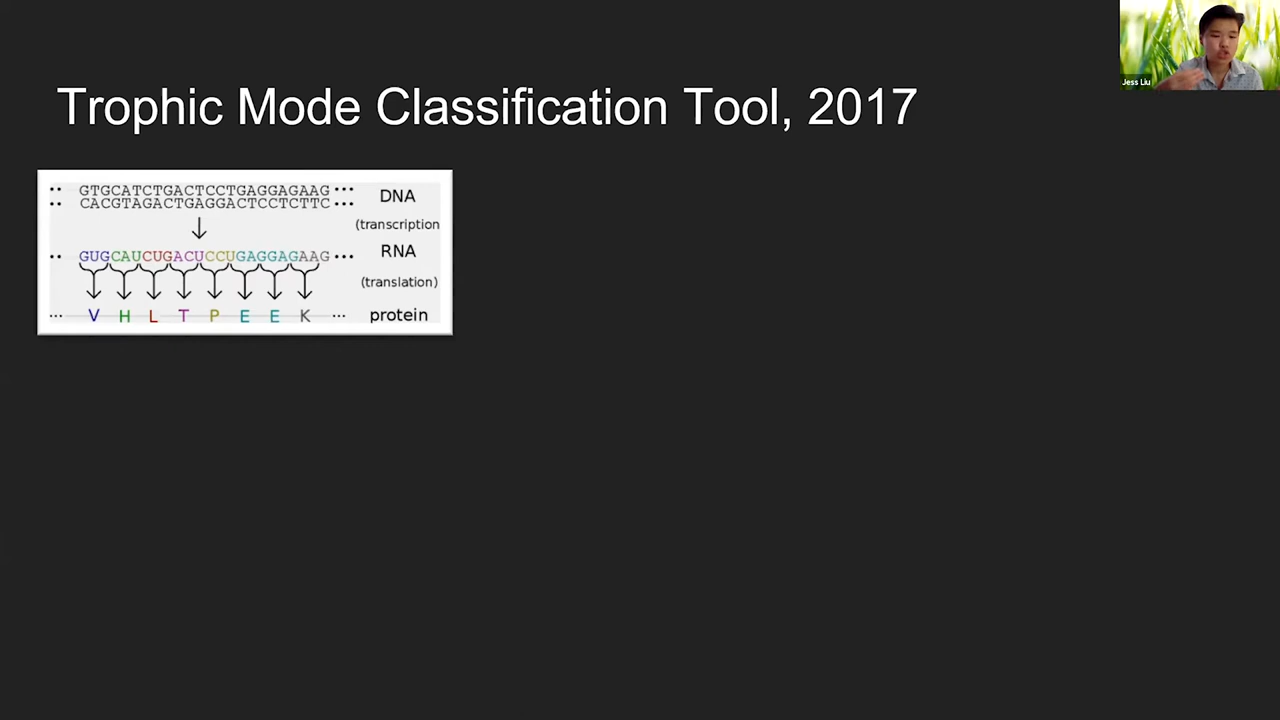 Jess Liu
Trophic Mode Classification Tool, 2017
·· GTGCATCTGACTCCTGAGGAGAAG ··· DNA
·· CACGTAGACTGAGGACTCCTCTTC ···
(transcription
·· GUGCAUCUGACUCCUGAGGAGAAG ··· RNA
(translation)
··· V H L T P E E K ··· protein